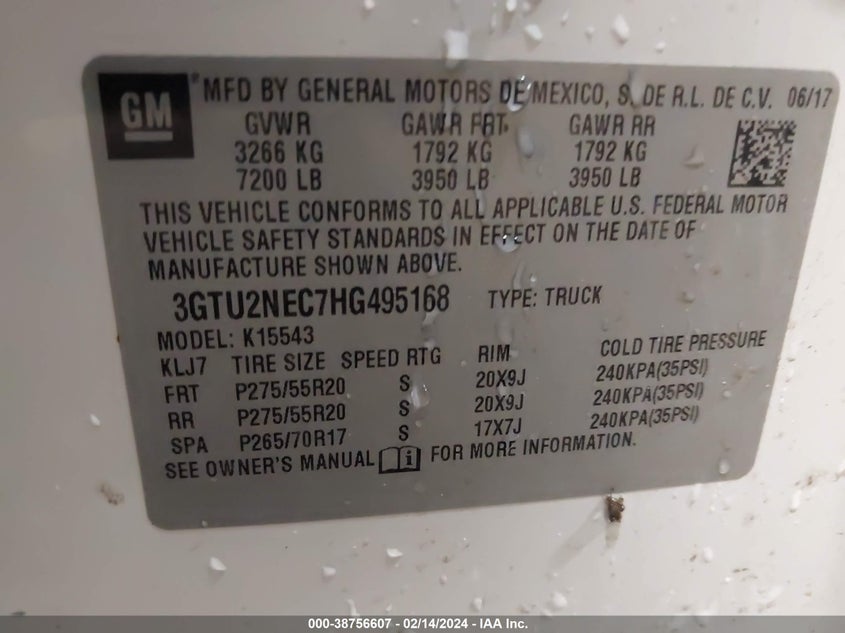 GM
MFD BY GENERAL MOTORS DE MEXICO, S. DE R.L. DE C.V. 06/17
GVWR GAWR FRT GAWR RR
3266 KG 1792 KG 1792 KG
7200 LB 3950 LB 3950 LB
THIS VEHICLE CONFORMS TO ALL APPLICABLE U.S. FEDERAL MOTOR
VEHICLE SAFETY STANDARDS IN EFFECT ON THE DATE OF
MANUFACTURE SHOWN ABOVE.
3GTU2NEC7HG495168 TYPE: TRUCK
MODEL: K15543
KLJ7 TIRE SIZE SPEED RTG RIM COLD TIRE PRESSURE
FRT P275/55R20 S 20X9J 240KPA(35PSI)
RR P275/55R20 S 20X9J 240KPA(35PSI)
SPA P265/70R17 S 17X7J 240KPA(35PSI)
SEE OWNER'S MANUAL i FOR MORE INFORMATION.
000-38756607 - 02/14/2024 - IAA Inc.